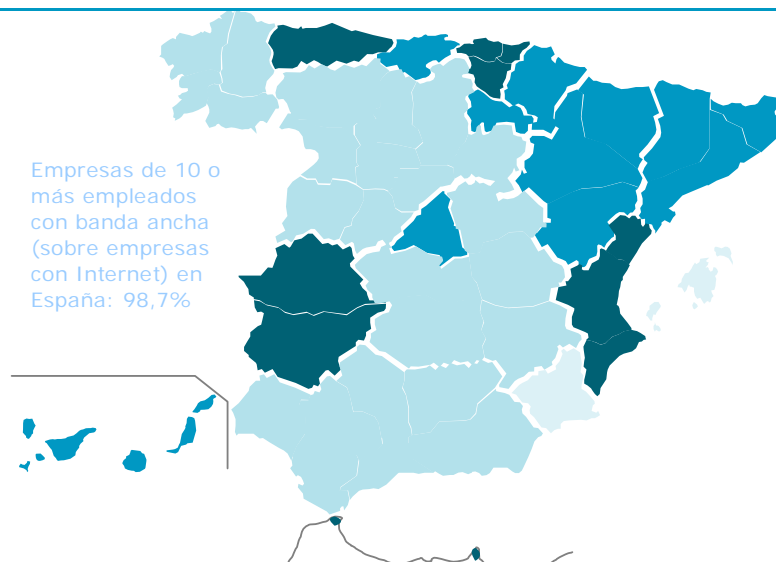 Empresas de 10 o
más empleados
con banda ancha
(sobre empresas
con Internet) en
España: 98,7%